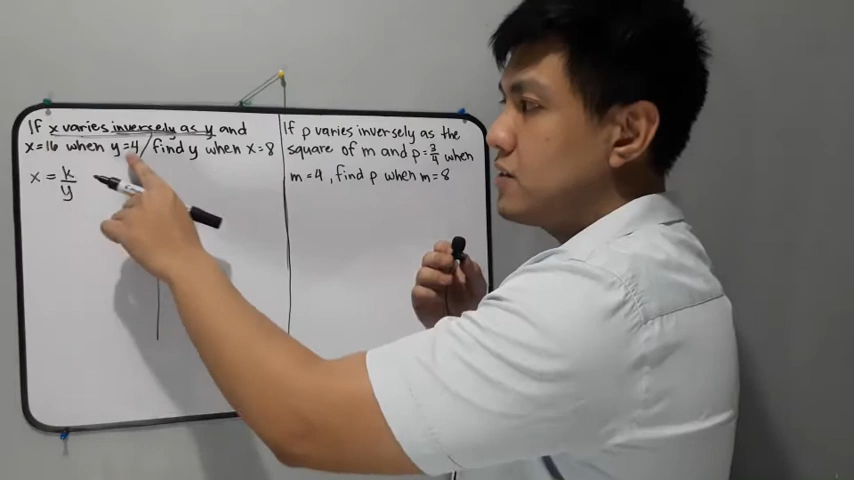 If x varies inversely as y and
x=16 when y=4, find y when x=8
x = k/y
If p varies inversely as the
square of m and p=3/4 when
m=4, find p when m=8